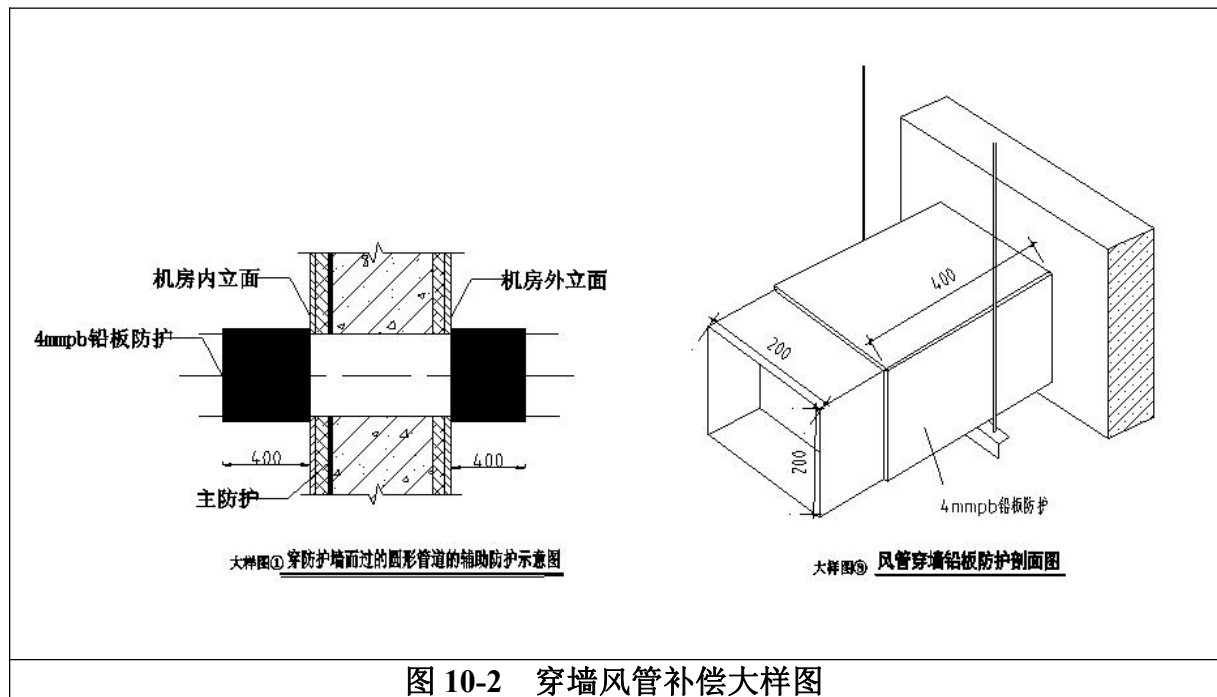 机房内立面
机房外立面
4mmpb铅板防护
400
400
主防护
大样图① 穿防护墙而过的圆形管道的辅助防护示意图
400
200
200
4mmpb铅板防护
大样图⑨ 风管穿墙铅板防护剖面图
图 10-2 穿墙风管补偿大样图